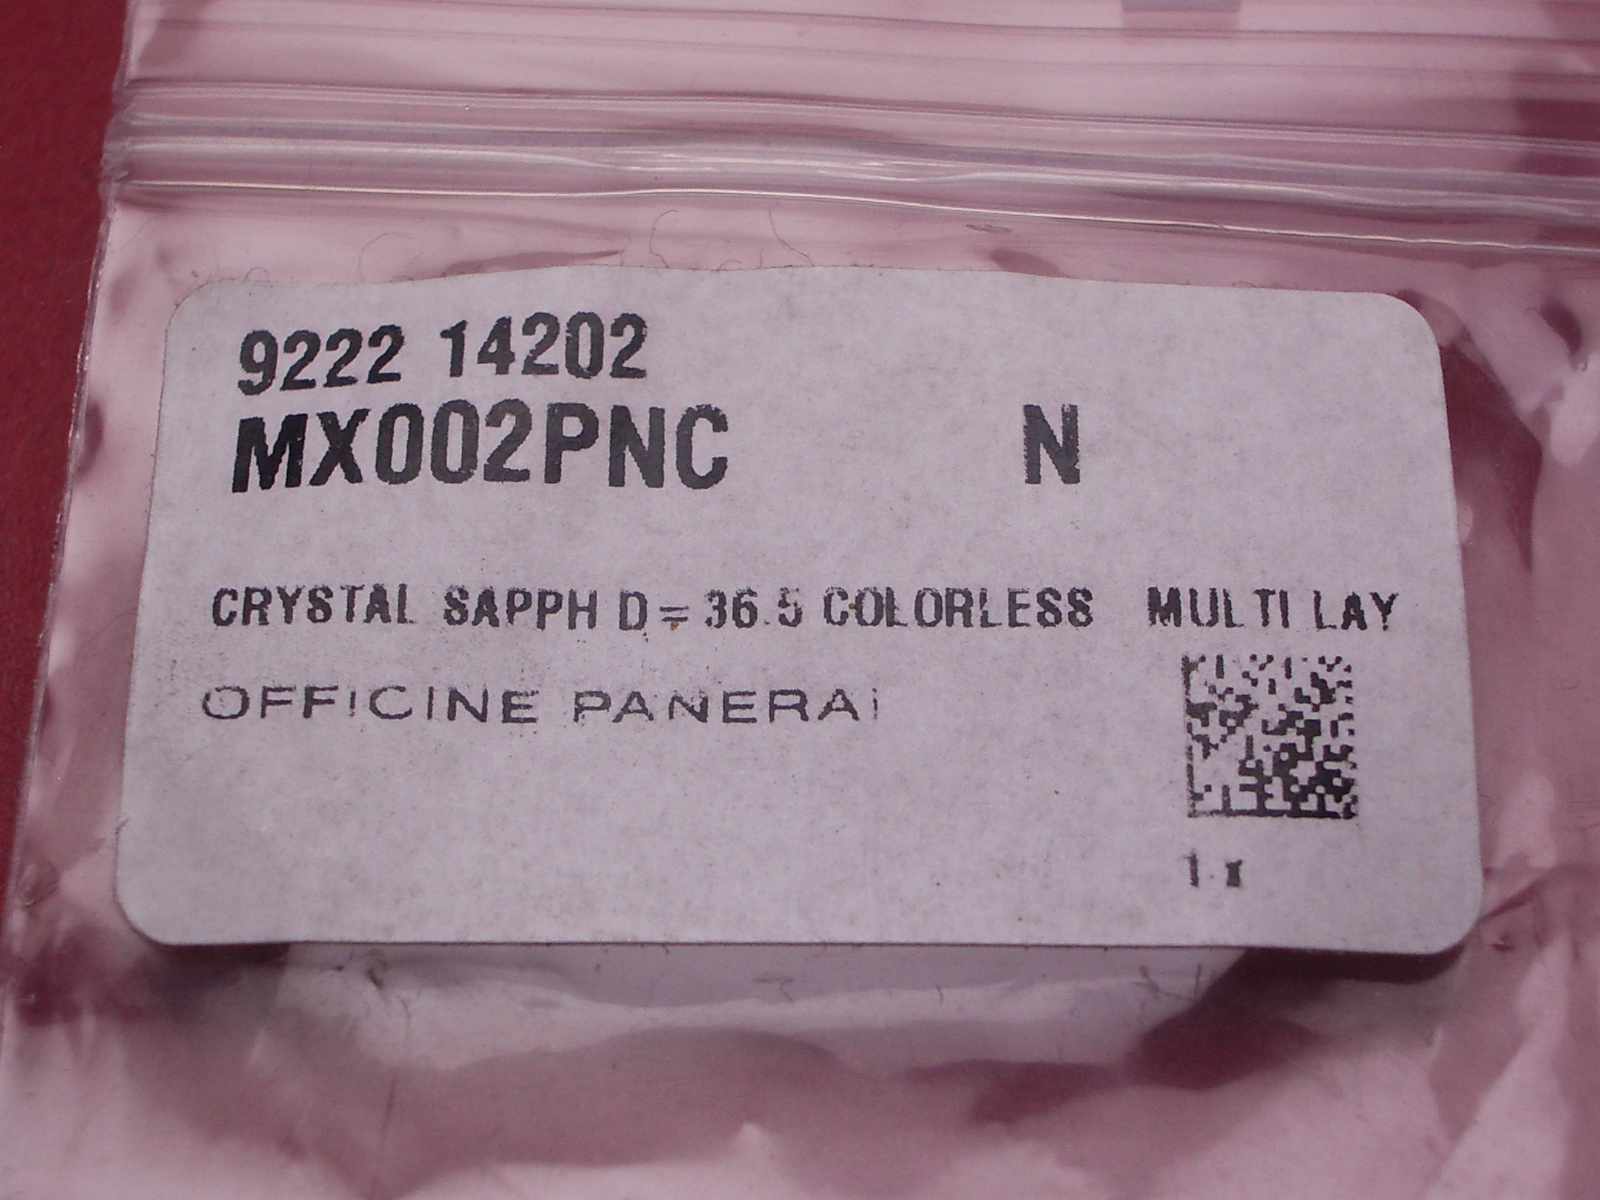 9222 14202
MX002PNC N
CRYSTAL SAPPH D= 36.5 COLORLESS MULTI LAY
OFFICINE PANERAi
1 x